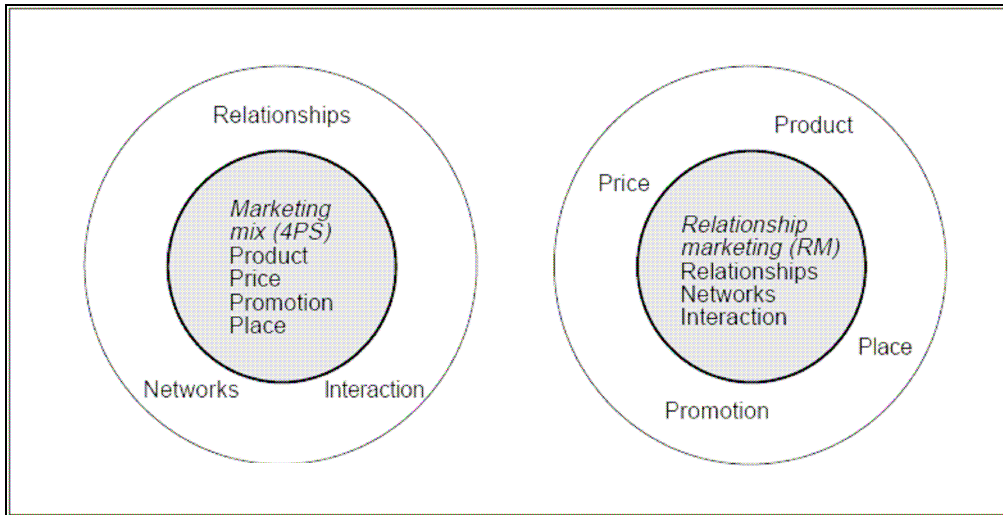 Relationships
Marketing
mix (4PS)
Product
Price
Promotion
Place
Networks
Interaction
Product
Price
Relationship
marketing (RM)
Relationships
Networks
Interaction
Place
Promotion